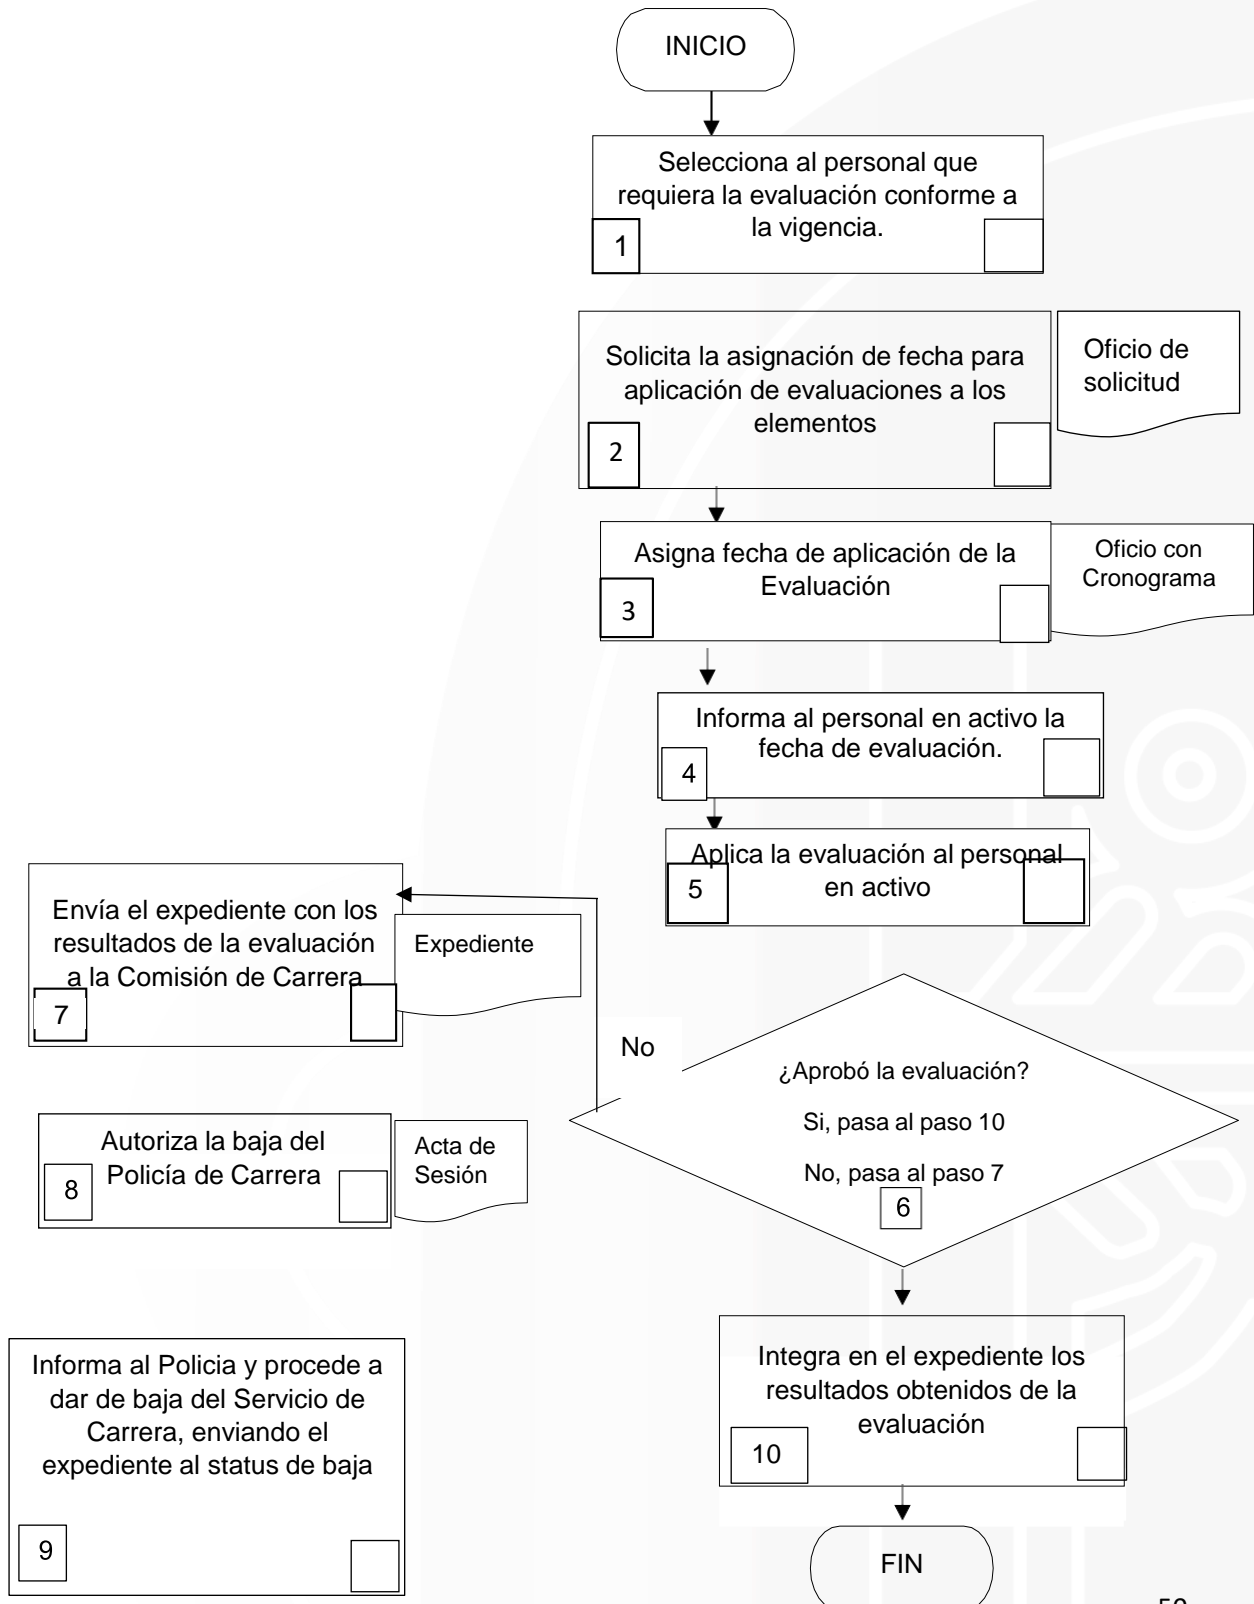 INICIO
Selecciona al personal que
requiera la evaluación conforme a
la vigencia.
1
Solicita la asignación de fecha para
aplicación de evaluaciones a los
elementos
2
Oficio de
solicitud
Asigna fecha de aplicación de la
Evaluación
3
Oficio con
Cronograma
Informa al personal en activo la
fecha de evaluación.
4
Aplica la evaluación al personal
en activo
5
¿Aprobó la evaluación?
Si, pasa al paso 10
No, pasa al paso 7
6
No
Envía el expediente con los
resultados de la evaluación
a la Comisión de Carrera
7
Expediente
Autoriza la baja del
Policía de Carrera
8
Acta de
Sesión
Informa al Policia y procede a
dar de baja del Servicio de
Carrera, enviando el
expediente al status de baja
9
Integra en el expediente los
resultados obtenidos de la
evaluación
10
FIN